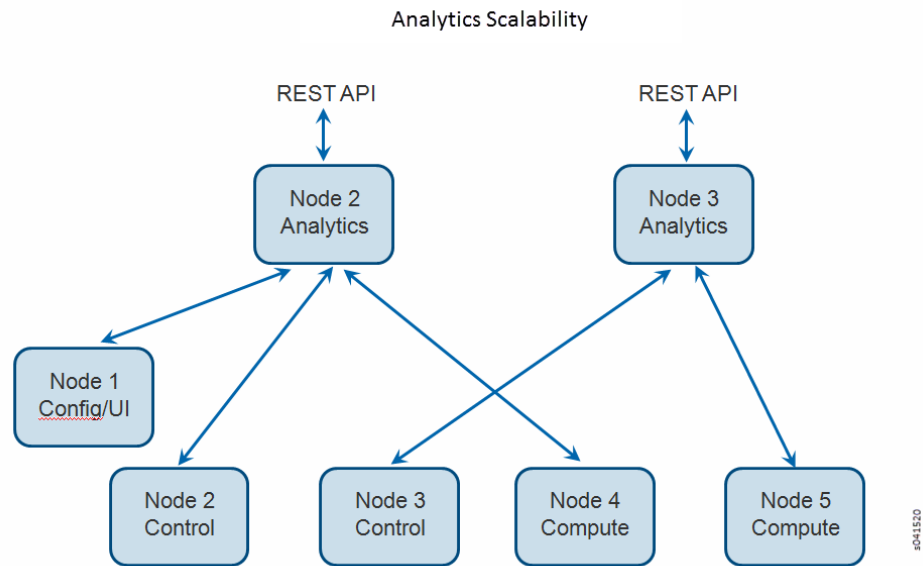 Analytics Scalability
REST API
REST API
Node 2
Analytics
Node 3
Analytics
Node 1
Config/UI
Node 2
Control
Node 3
Control
Node 4
Compute
Node 5
Compute
s041520